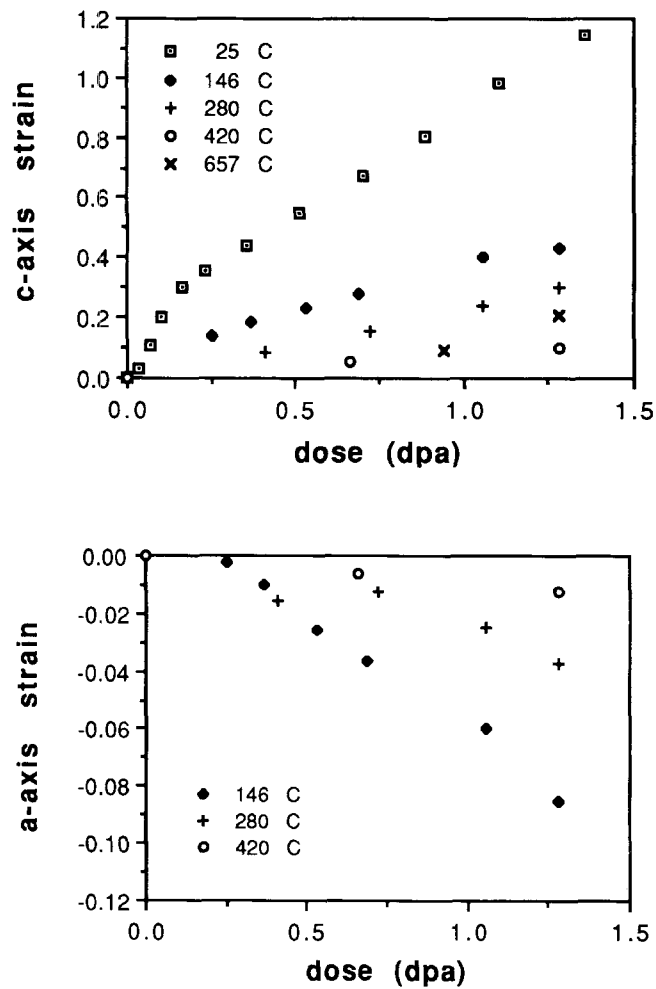 1.2
1.0
0.8
0.6
0.4
0.2
0.0
c-axis strain
25 C
146 C
280 C
420 C
657 C
0.0 0.5 1.0 1.5
dose (dpa)
0.00
-0.02
-0.04
-0.06
-0.08
-0.10
-0.12
a-axis strain
146 C
280 C
420 C
0.0 0.5 1.0 1.5
dose (dpa)